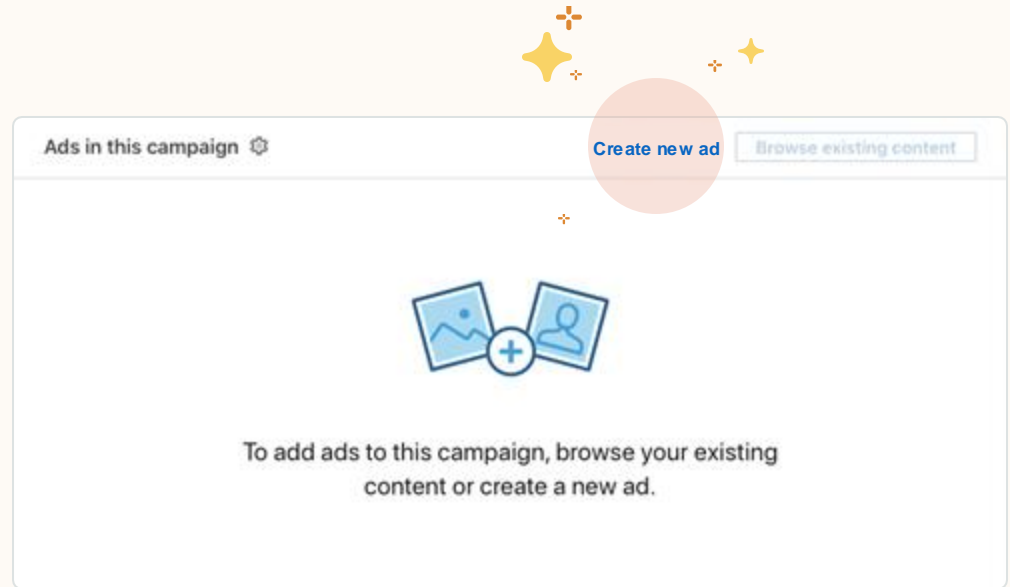 Ads in this campaign
Create new ad
Browse existing content
To add ads to this campaign, browse your existing
content or create a new ad.